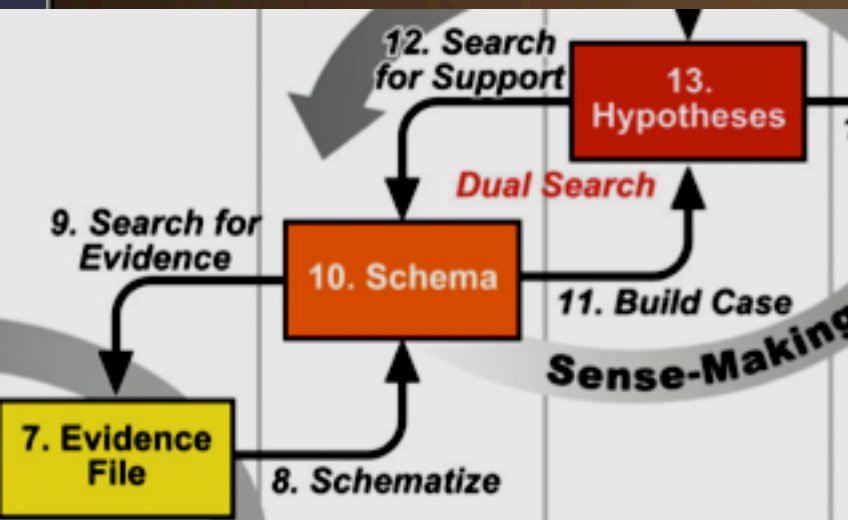 12. Search
for Support
13.
Hypotheses
Dual Search
9. Search for
Evidence
10. Schema
11. Build Case
Sense-Making
7. Evidence
File
8. Schematize